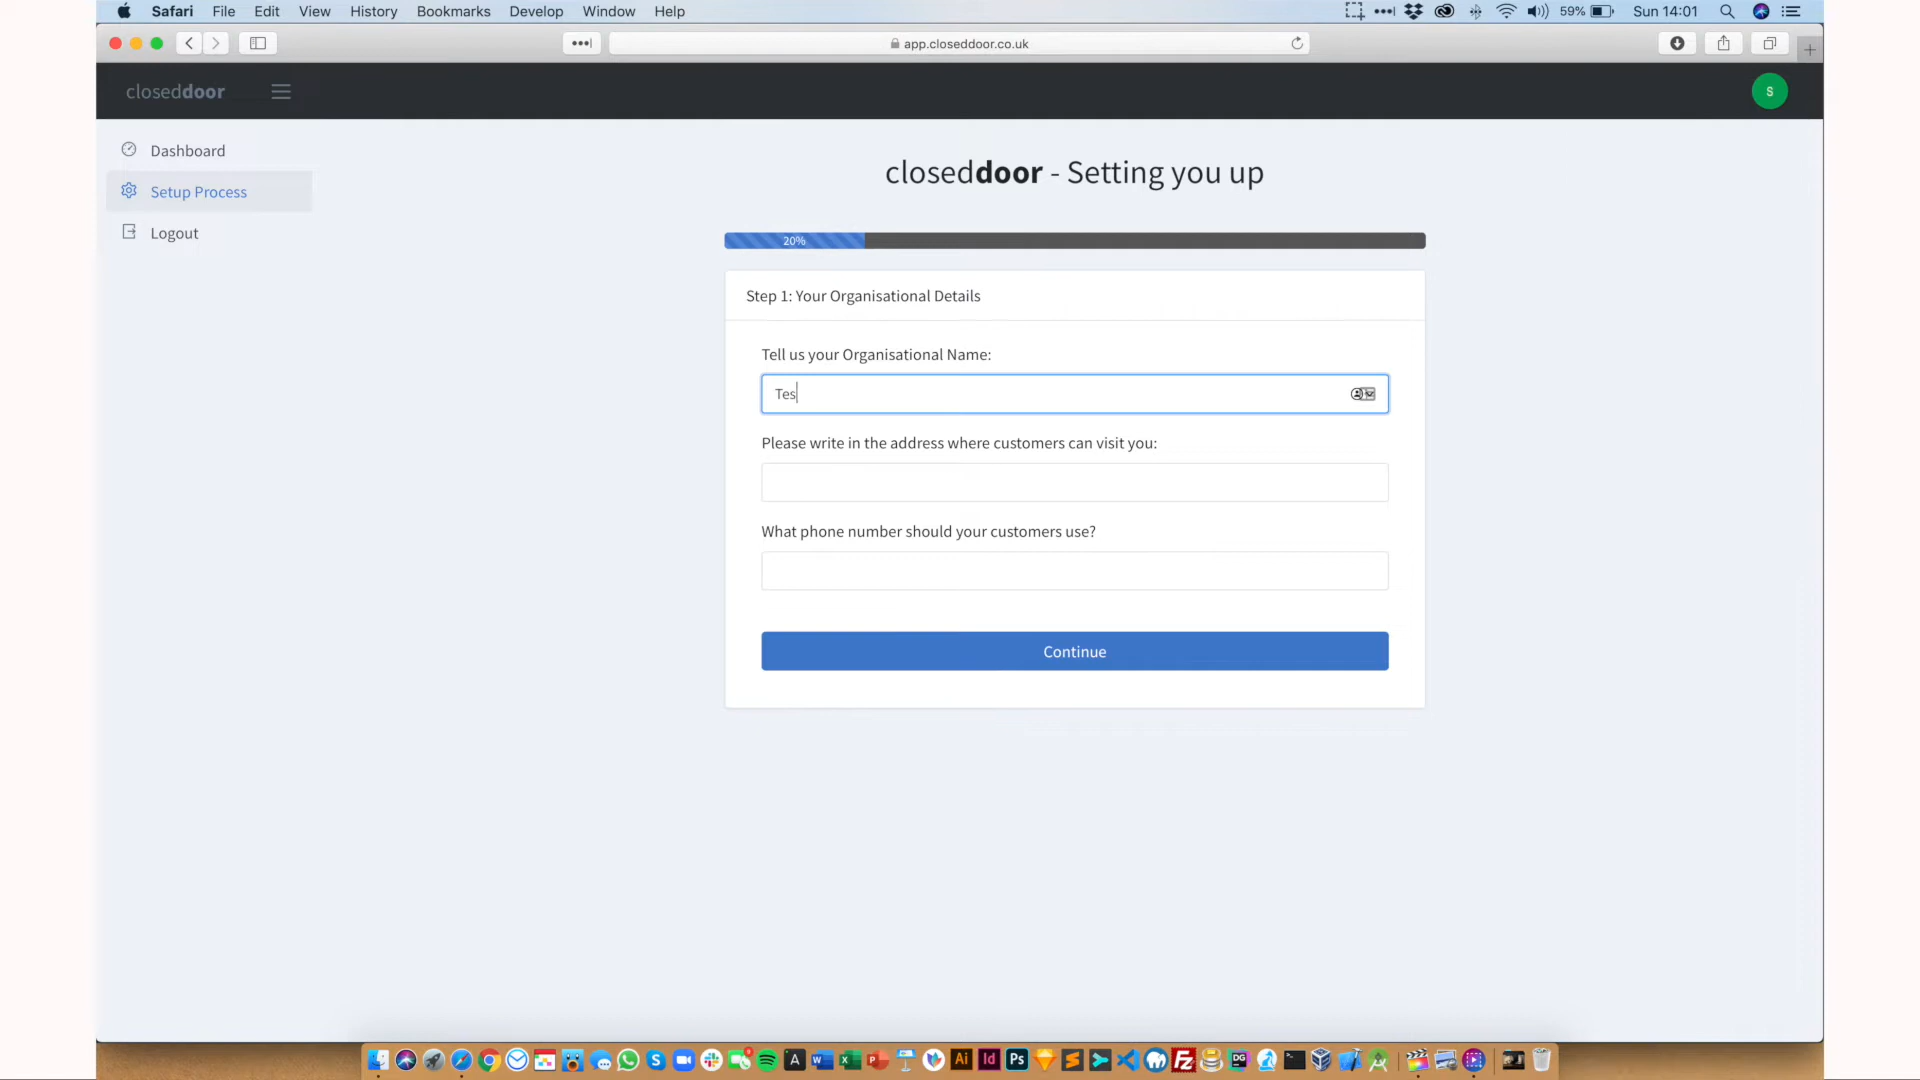 Safari File Edit View History Bookmarks Develop Window Help 59% Sun 14:01
app.closeddoor.co.uk
closeddoor S
Dashboard
Setup Process
Logout
closeddoor - Setting you up
20%
Step 1: Your Organisational Details
Tell us your Organisational Name:
Tes
Please write in the address where customers can visit you:
What phone number should your customers use?
Continue